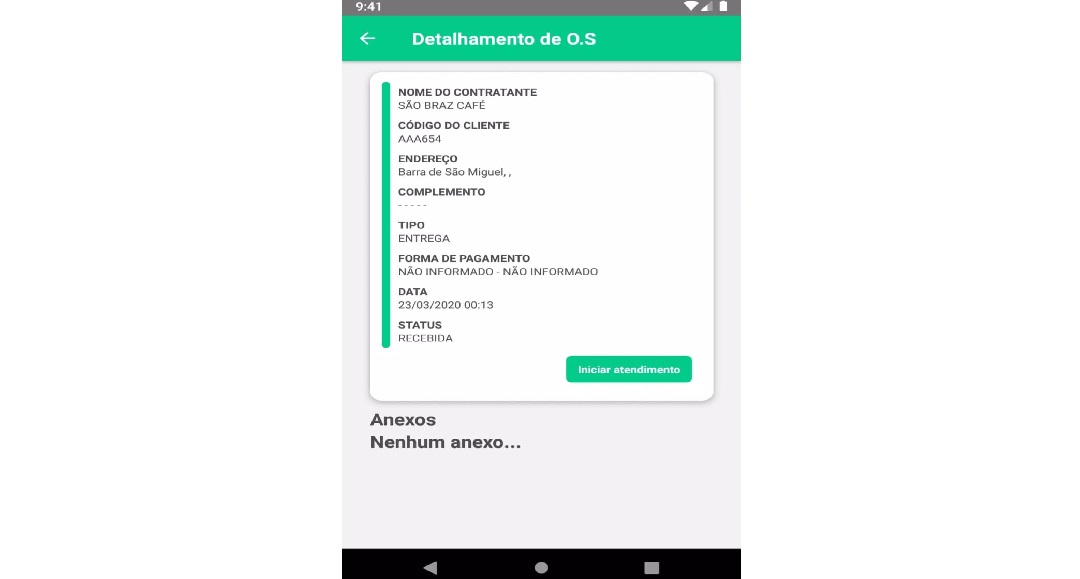 9:41
Detalhamento de O.S
NOME DO CONTRATANTE
SÃO BRAZ CAFÉ
CÓDIGO DO CLIENTE
AAA654
ENDEREÇO
Barra de São Miguel, ,
COMPLEMENTO
- - - - -
TIPO
ENTREGA
FORMA DE PAGAMENTO
NÃO INFORMADO - NÃO INFORMADO
DATA
23/03/2020 00:13
STATUS
RECEBIDA
Iniciar atendimento
Anexos
Nenhum anexo...